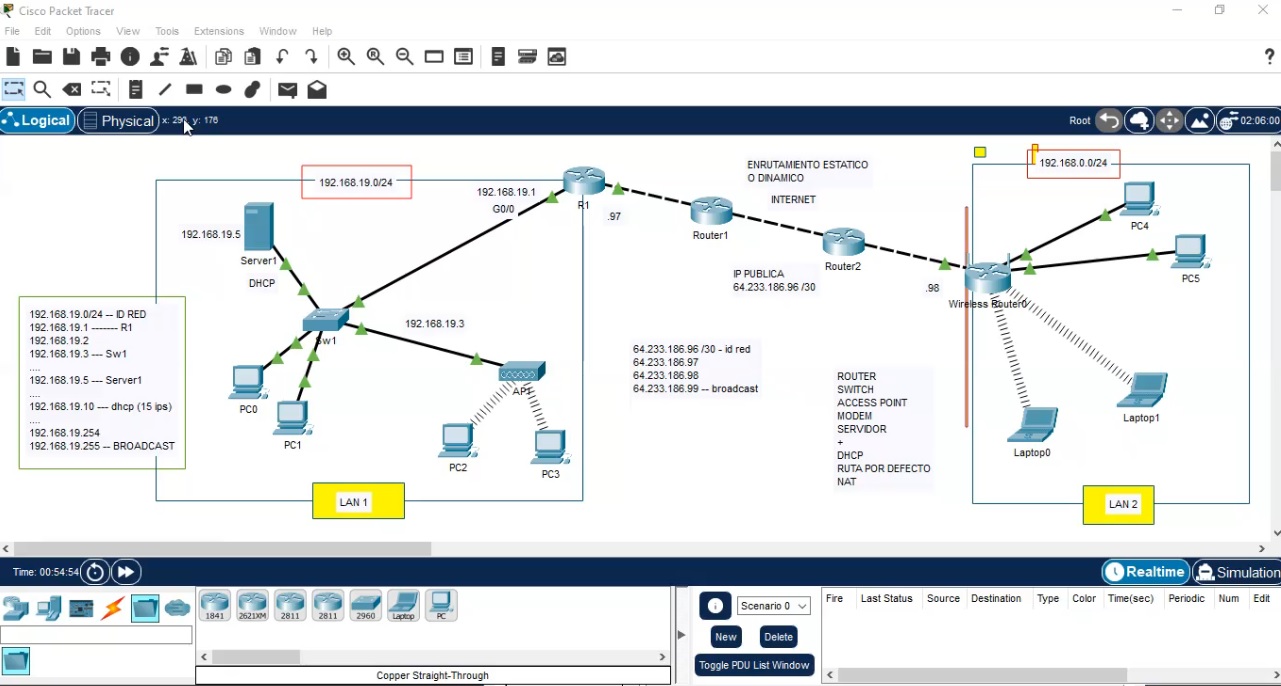 Cisco Packet Tracer
File Edit Options View Tools Extensions Window Help
?
Logical
Physical
x: 29 y: 176
Root
02:06:00
192.168.19.0/24
192.168.19.1
G0/0
R1
.97
192.168.19.5
Server1
DHCP
192.168.19.0/24 -- ID RED
192.168.19.1 ------- R1
192.168.19.2
192.168.19.3 --- Sw1
....
192.168.19.5 --- Server1
....
192.168.19.10 --- dhcp (15 ips)
....
192.168.19.254
192.168.19.255 -- BROADCAST
Sw1
192.168.19.3
PC0
PC1
AP1
PC2
PC3
LAN 1
ENRUTAMIENTO ESTATICO
O DINAMICO
INTERNET
Router1
Router2
IP PUBLICA
64.233.186.96 /30
.98
64.233.186.96 /30 - id red
64.233.186.97
64.233.186.98
64.233.186.99 -- broadcast
ROUTER
SWITCH
ACCESS POINT
MODEM
SERVIDOR
+
DHCP
RUTA POR DEFECTO
NAT
192.168.0.0/24
PC4
PC5
Wireless Router0
Laptop1
Laptop0
LAN 2
Time: 00:54:54
Realtime
Simulation
1841 2621XM 2811 2811 2960 Laptop PC
Copper Straight-Through
Scenario 0
New
Delete
Toggle PDU List Window
Fire Last Status Source Destination Type Color Time(sec) Periodic Num Edit